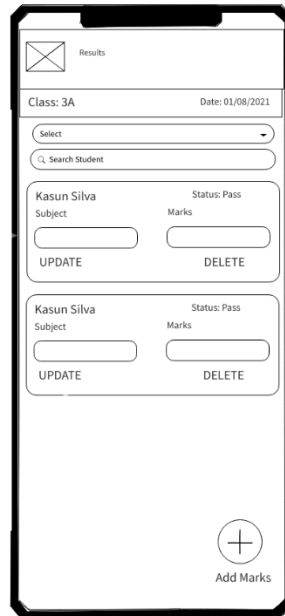 Results
Class: 3A Date: 01/08/2021
Select
Search Student
Kasun Silva Status: Pass
Subject Marks
UPDATE DELETE
Kasun Silva Status: Pass
Subject Marks
UPDATE DELETE
Add Marks